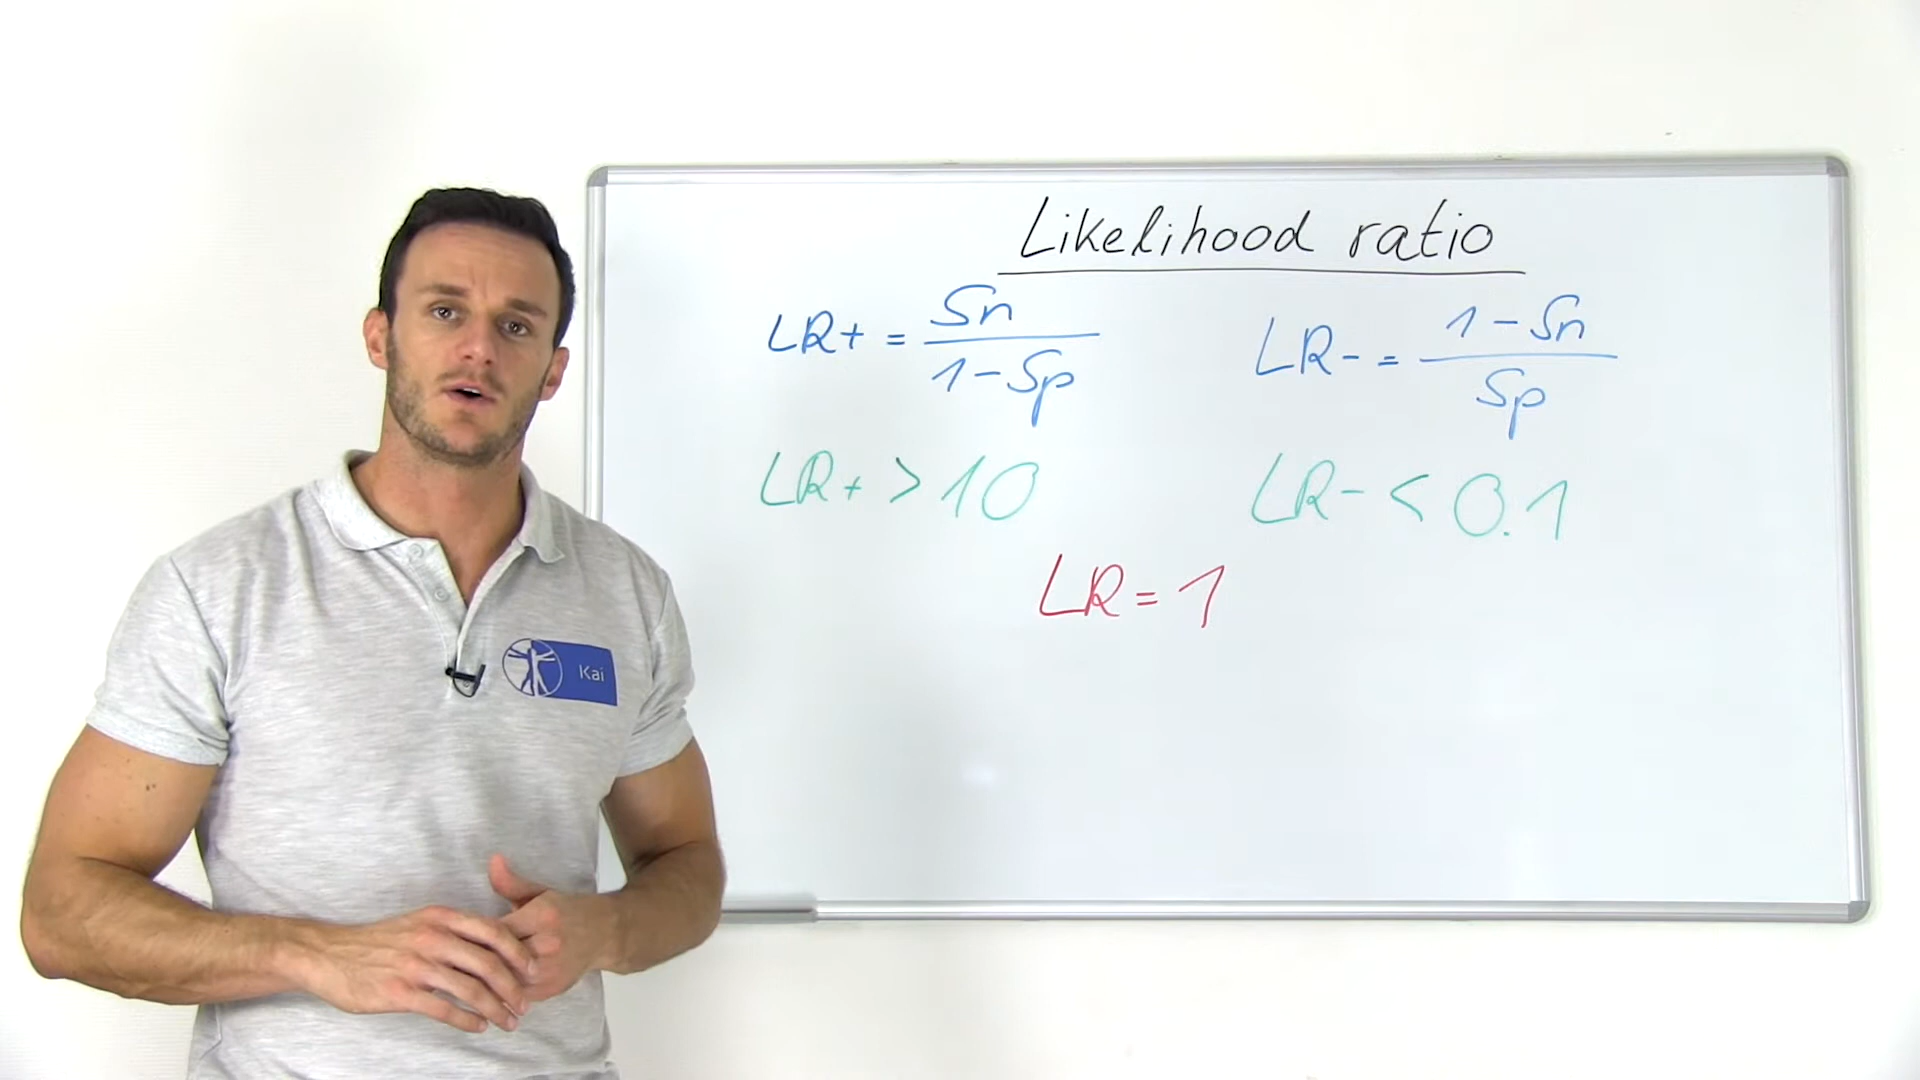 Likelihood ratio
LR+ = Sn / 1-Sp
LR- = 1-Sn / Sp
LR+ > 10
LR- < 0.1
LR = 1
Kai